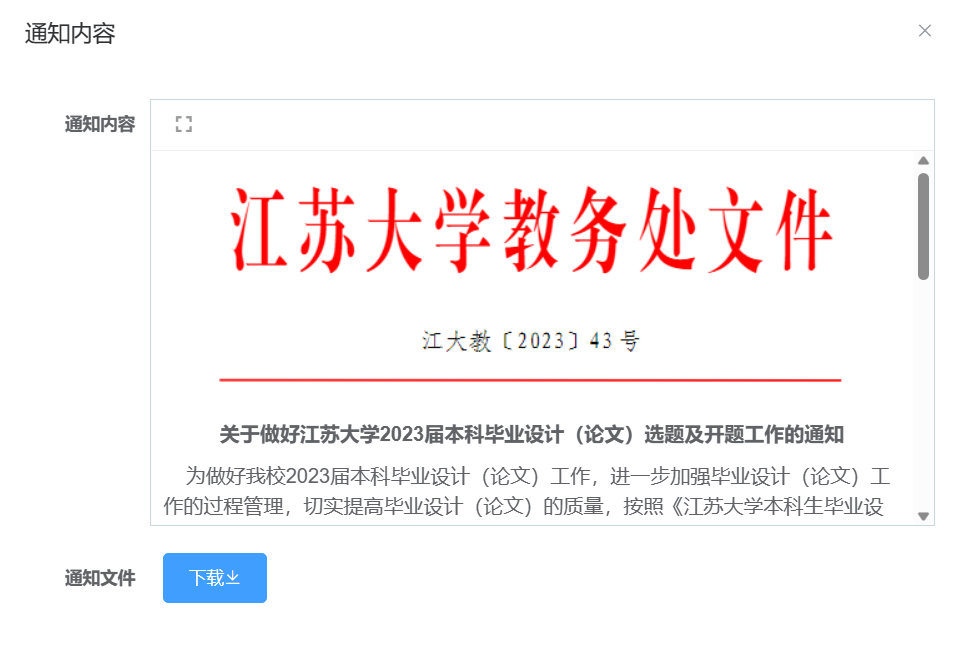 通知内容
通知内容
江苏大学教务处文件
江大教〔2023〕43 号
关于做好江苏大学2023届本科毕业设计（论文）选题及开题工作的通知
为做好我校2023届本科毕业设计（论文）工作，进一步加强毕业设计（论文）工
作的过程管理，切实提高毕业设计（论文）的质量，按照《江苏大学本科生毕业设
通知文件
下载